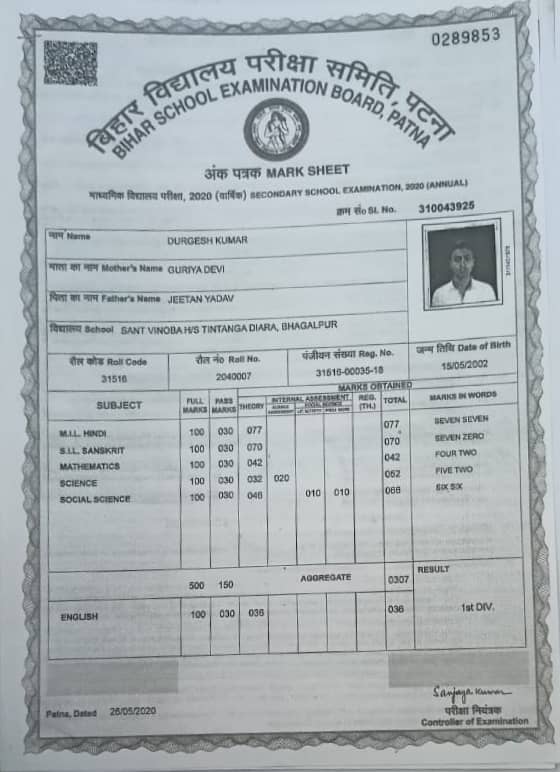 0289853
बिहार विद्यालय परीक्षा समिति, पटना
BIHAR SCHOOL EXAMINATION BOARD, PATNA
अंक पत्रक MARK SHEET
माध्यमिक विद्यालय परीक्षा, 2020 (वार्षिक) SECONDARY SCHOOL EXAMINATION, 2020 (ANNUAL)
क्रम सं० Sl. No. 310043925
नाम Name DURGESH KUMAR
माता का नाम Mother's Name GURIYA DEVI
पिता का नाम Father's Name JEETAN YADAV
विद्यालय School SANT VINOBA H/S TINTANGA DIARA, BHAGALPUR
रौल कोड Roll Code रौल नं० Roll No. पंजीयन संख्या Reg. No. जन्म तिथि Date of Birth
31516 2040007 31516-00035-18 15/05/2002
MARKS OBTAINED
SUBJECT FULL MARKS PASS MARKS THEORY INTERNAL ASSESSMENT REG. (TH.) TOTAL MARKS IN WORDS
M.I.L. HINDI 100 030 077 077 SEVEN SEVEN
S.I.L. SANSKRIT 100 030 070 070 SEVEN ZERO
MATHEMATICS 100 030 042 042 FOUR TWO
SCIENCE 100 030 032 020 052 FIVE TWO
SOCIAL SCIENCE 100 030 046 010 010 066 SIX SIX
500 150 AGGREGATE 0307 RESULT
ENGLISH 100 030 036 036 1st DIV.
Sanjaya Kumar
Patna, Dated 26/05/2020
परीक्षा नियंत्रक
Controller of Examination